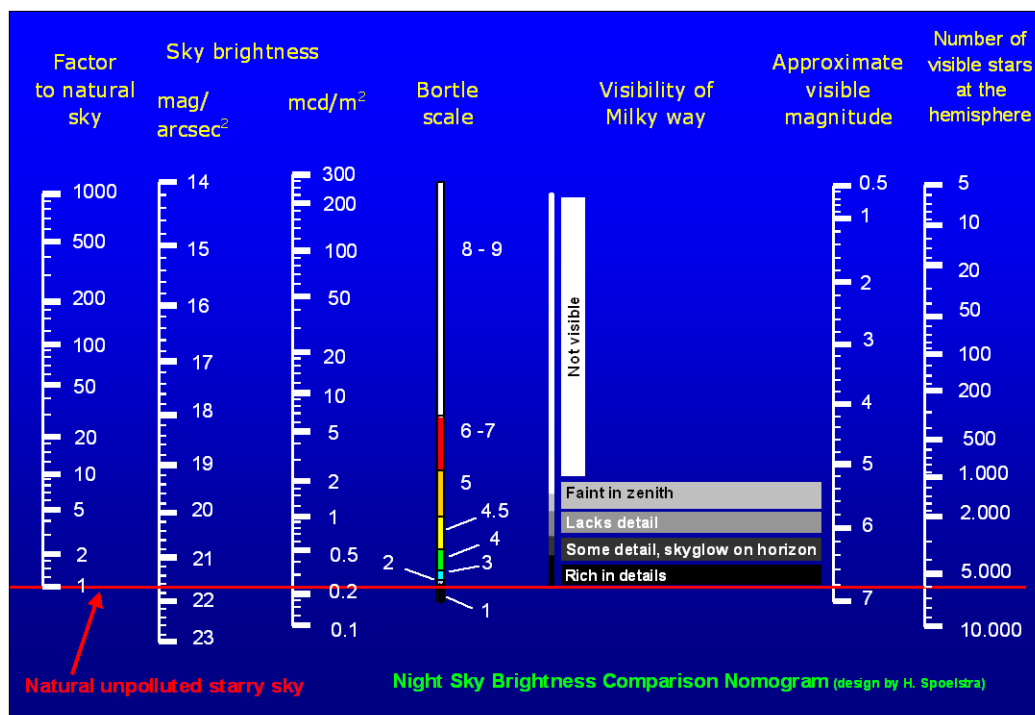 Factor
to natural
sky
Sky brightness
mag/
arcsec²
mcd/m²
Bortle
scale
Visibility of
Milky way
Approximate
visible
magnitude
Number of
visible stars
at the
hemisphere
1000
500
200
100
50
20
10
5
2
1
14
15
16
17
18
19
20
21
22
23
300
200
100
50
20
10
5
2
1
0.5
0.2
0.1
8 - 9
6 -7
5
4.5
4
3
2
1
Not visible
Faint in zenith
Lacks detail
Some detail, skyglow on horizon
Rich in details
0.5
1
2
3
4
5
6
7
5
10
20
50
100
200
500
1.000
2.000
5.000
10.000
Natural unpolluted starry sky
Night Sky Brightness Comparison Nomogram (design by H. Spoelstra)